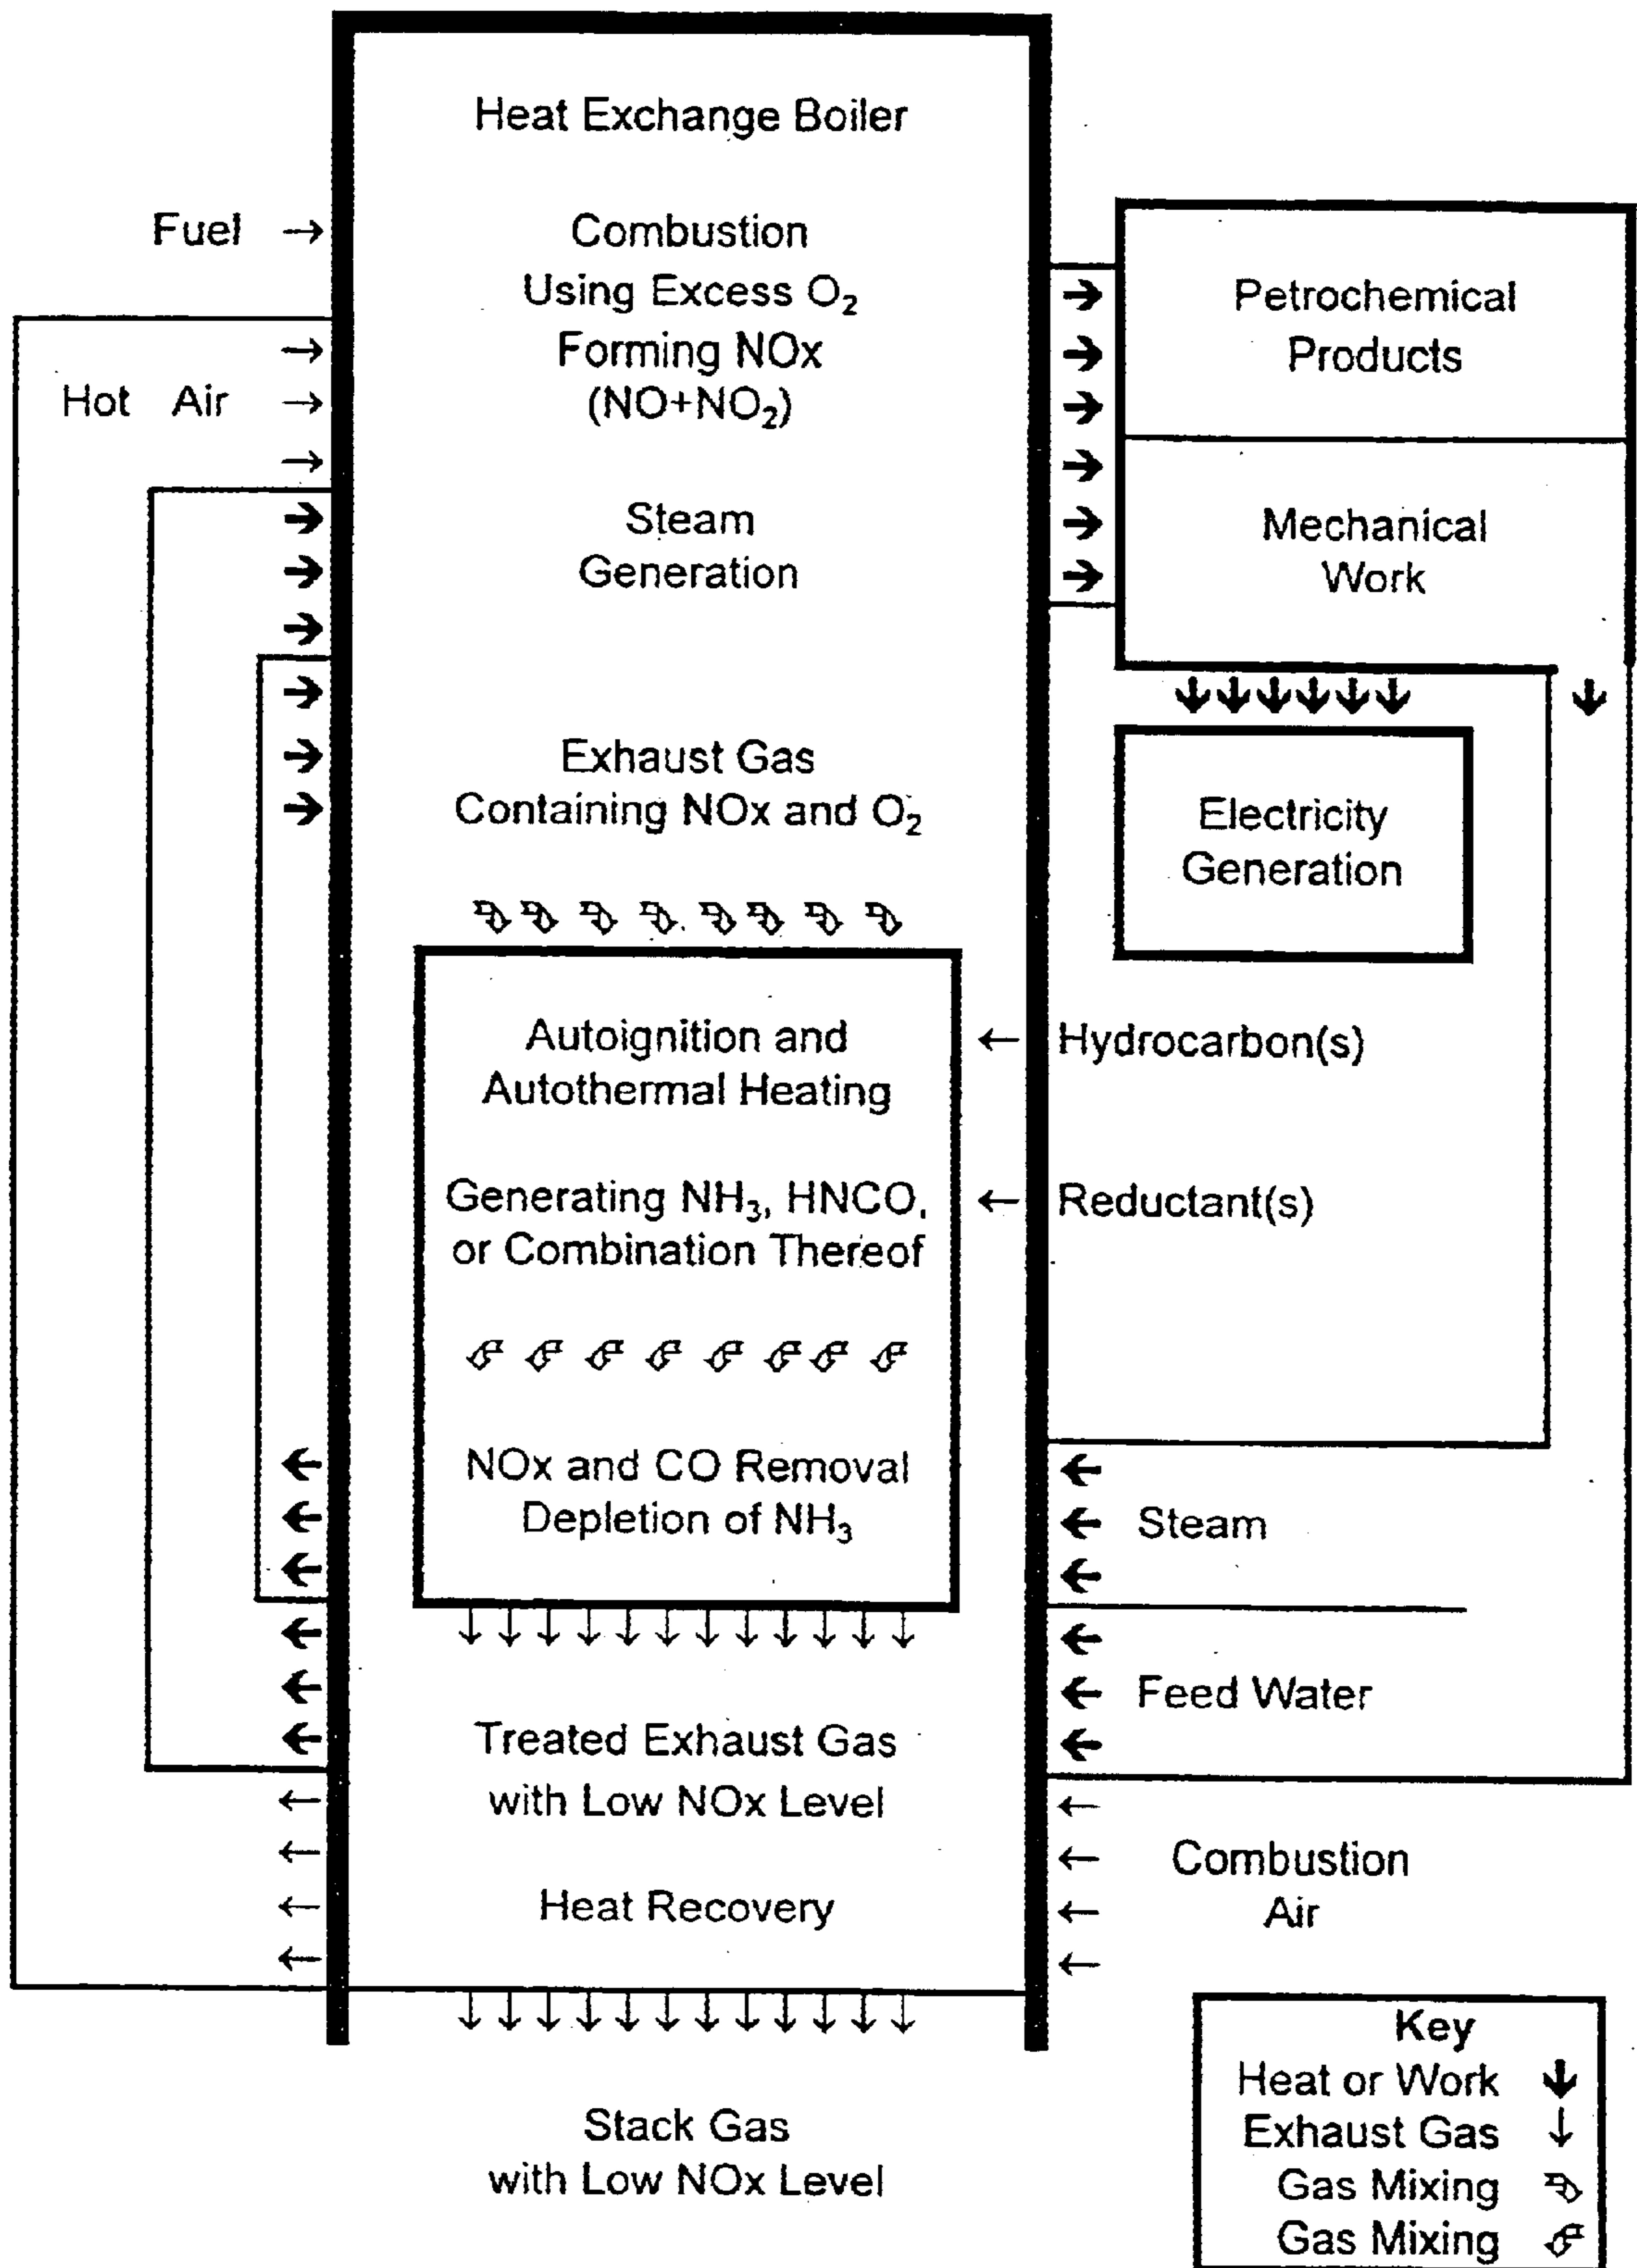 Heat Exchange Boiler
Fuel
Combustion
Using Excess O₂
Forming NOx
(NO+NO₂)
Hot Air
Steam
Generation
Petrochemical
Products
Mechanical
Work
Exhaust Gas
Containing NOx and O₂
Electricity
Generation
Autoignition and
Autothermal Heating
Hydrocarbon(s)
Generating NH₃, HNCO,
or Combination Thereof
Reductant(s)
NOx and CO Removal
Depletion of NH₃
Steam
Feed Water
Treated Exhaust Gas
with Low NOx Level
Heat Recovery
Combustion
Air
Stack Gas
with Low NOx Level
Key
Heat or Work
Exhaust Gas
Gas Mixing
Gas Mixing